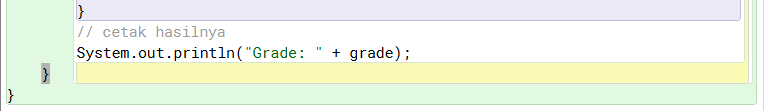 }
// cetak hasilnya
System.out.println("Grade: " + grade);
}
}